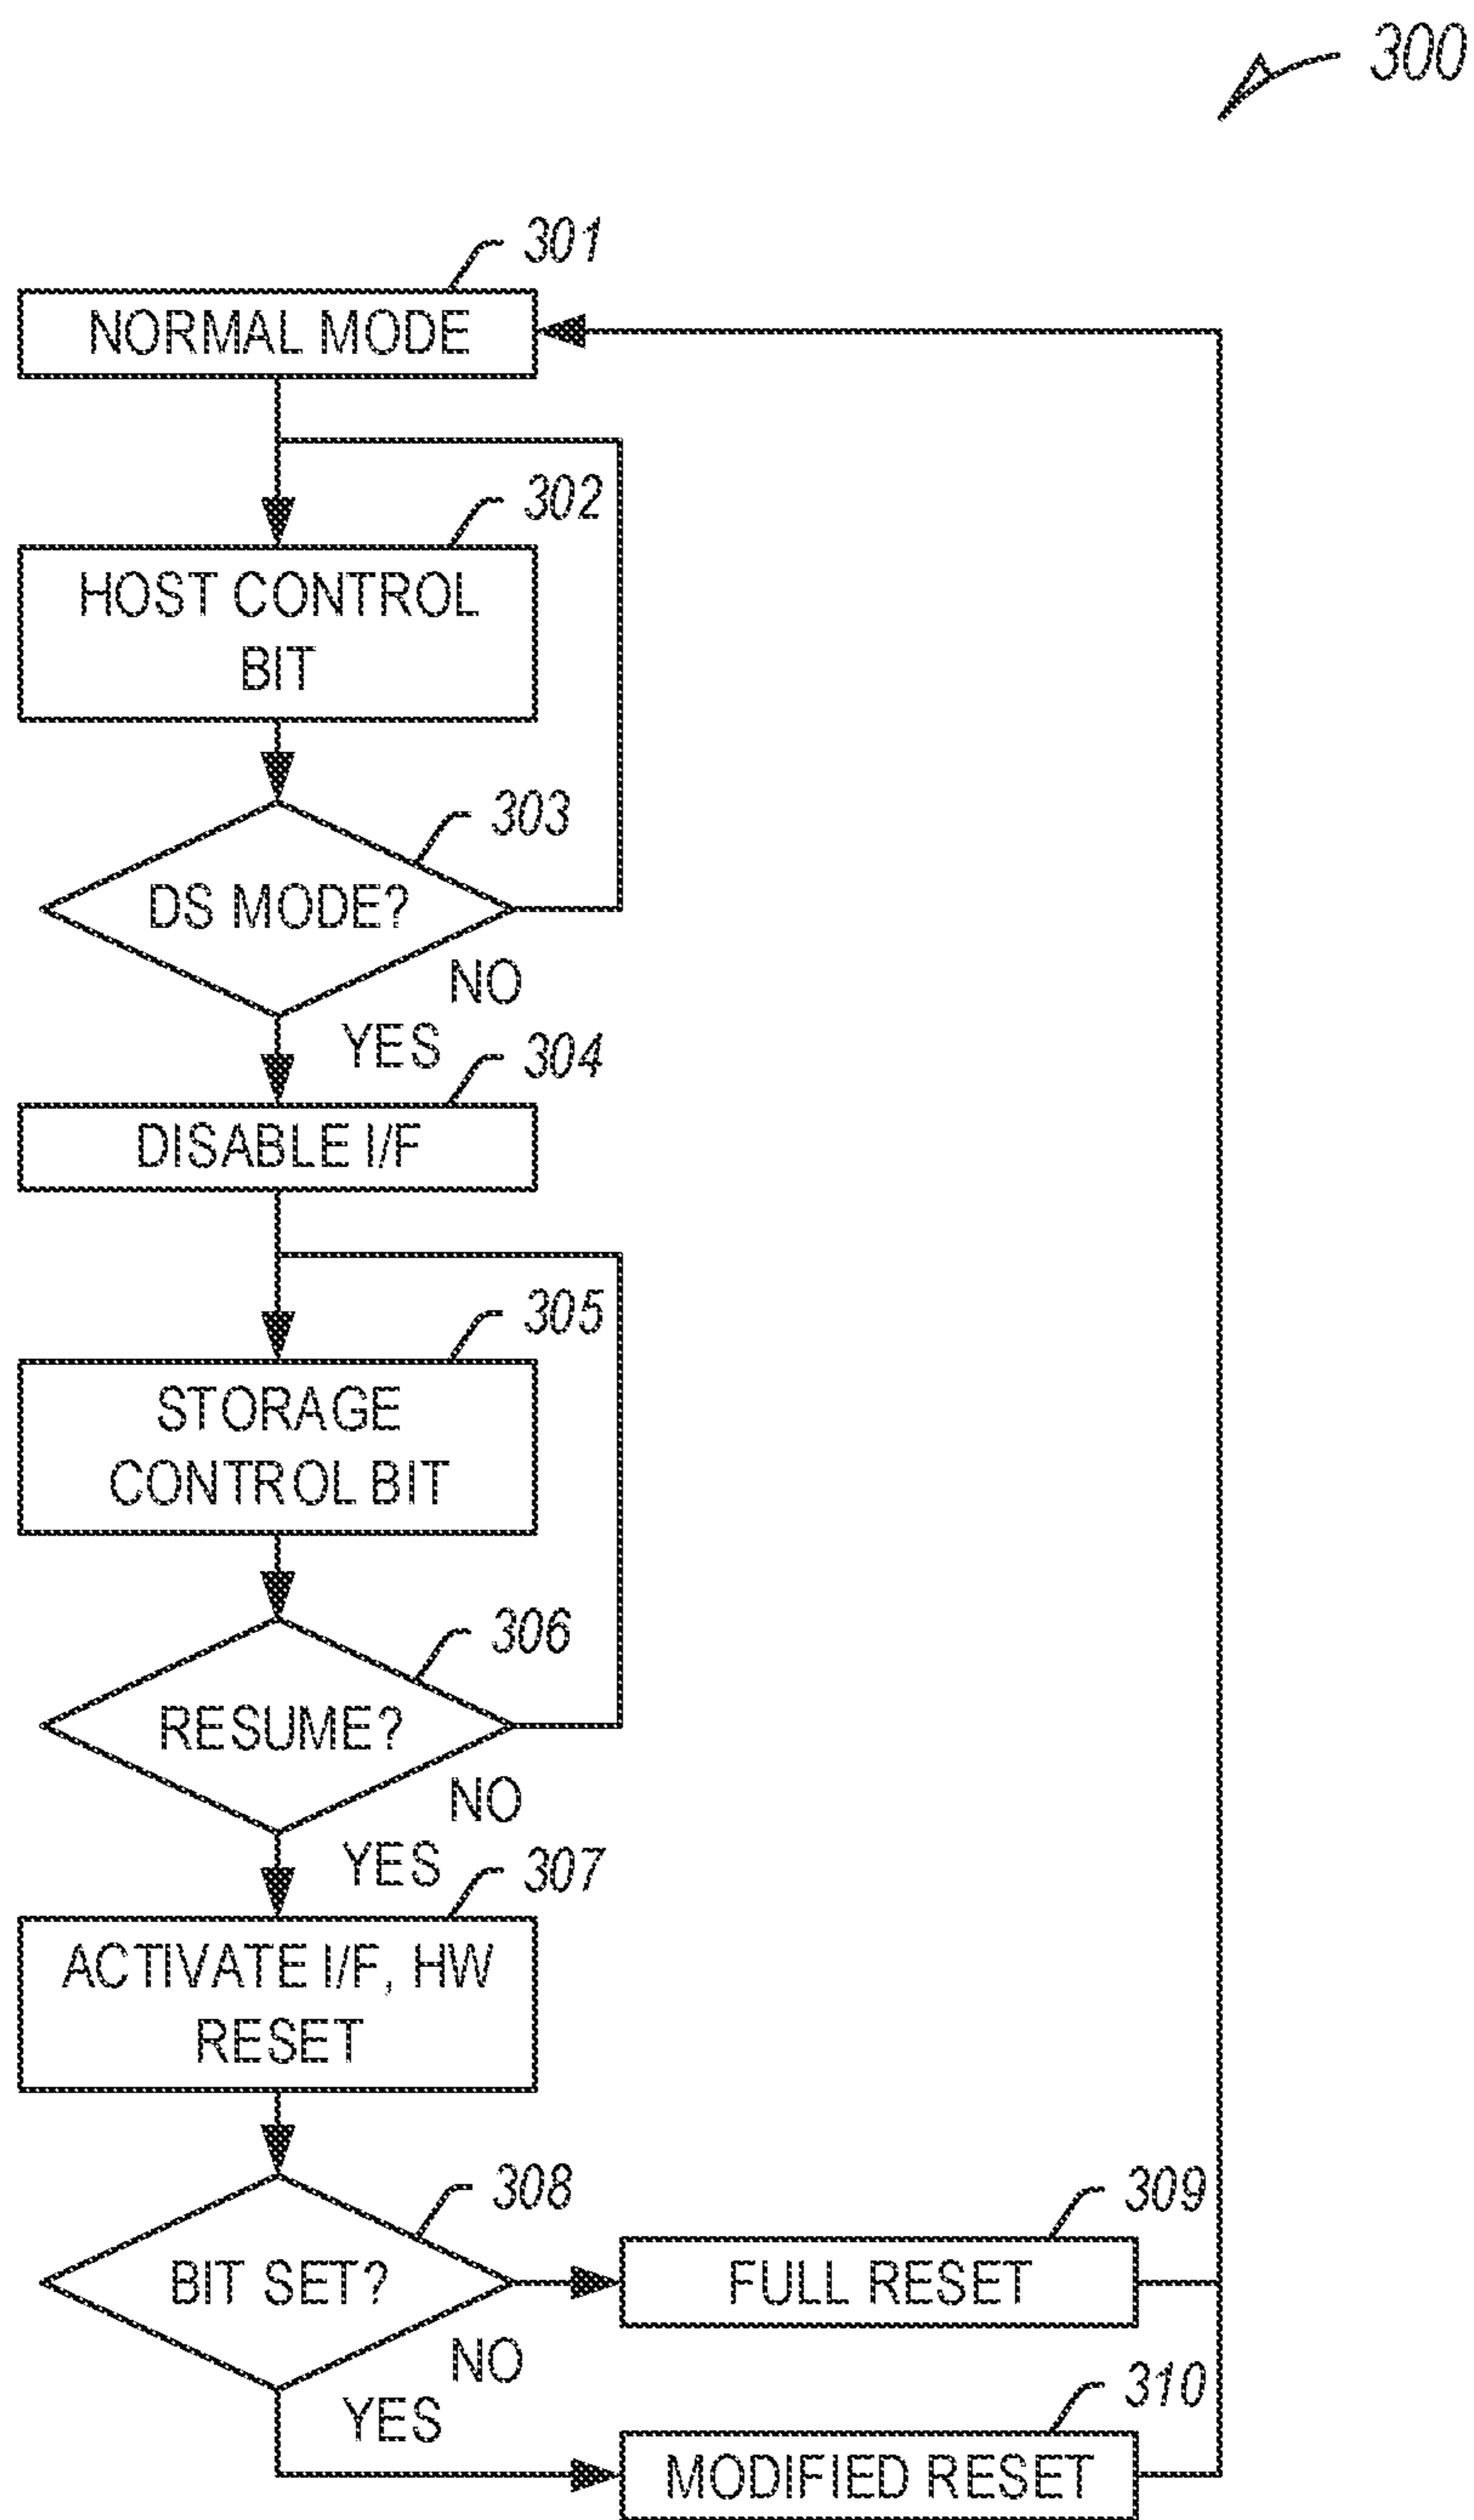 300
301
NORMAL MODE
302
HOST CONTROL
BIT
303
DS MODE?
NO
YES
304
DISABLE I/F
305
STORAGE
CONTROL BIT
306
RESUME?
NO
YES
307
ACTIVATE I/F, HW
RESET
308
BIT SET?
NO
YES
309
FULL RESET
310
MODIFIED RESET